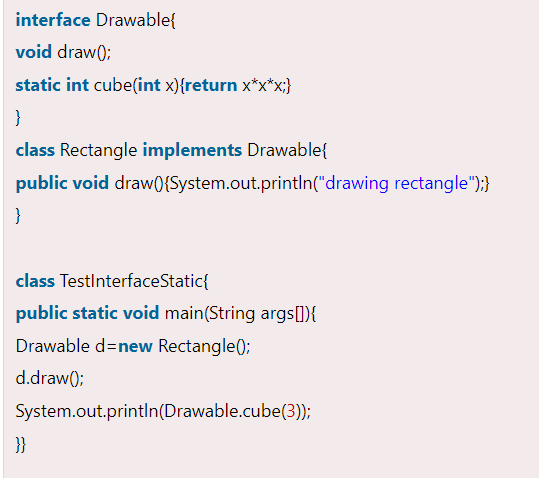 interface Drawable{
void draw();
static int cube(int x){return x*x*x;}
}
class Rectangle implements Drawable{
public void draw(){System.out.println("drawing rectangle");}
}
class TestInterfaceStatic{
public static void main(String args[]){
Drawable d=new Rectangle();
d.draw();
System.out.println(Drawable.cube(3));
}}